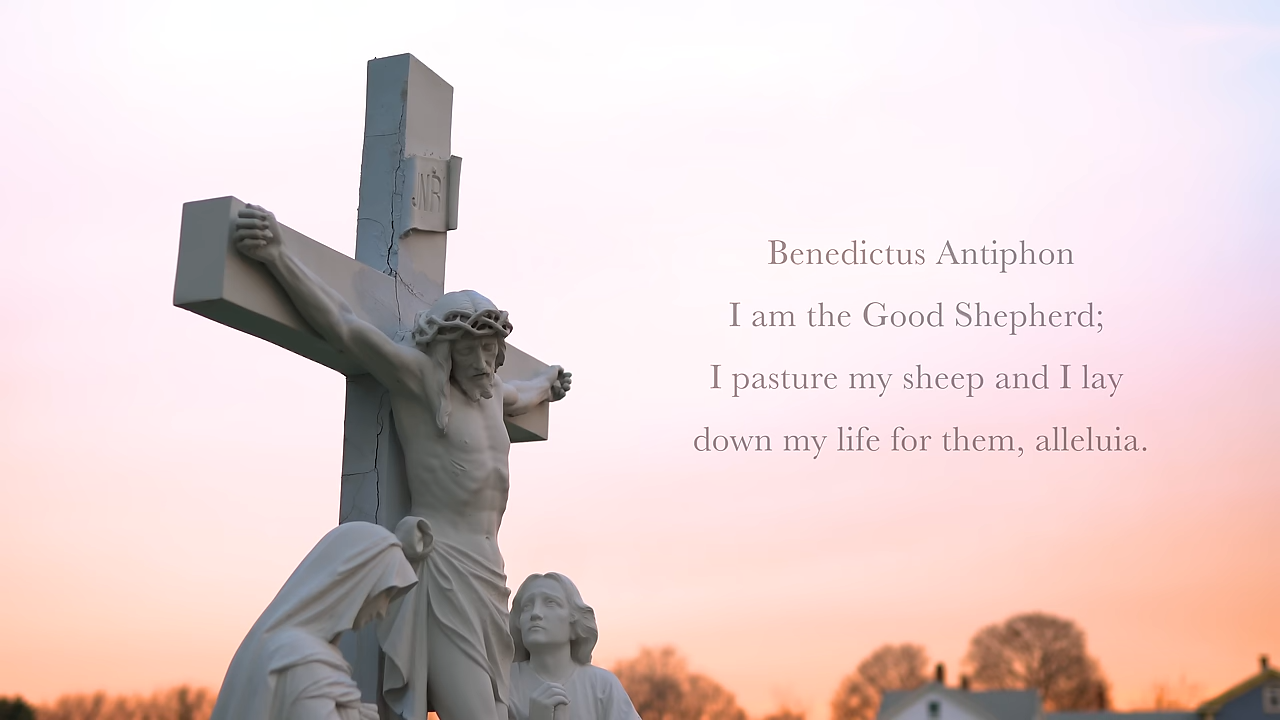 INRI
Benedictus Antiphon
I am the Good Shepherd;
I pasture my sheep and I lay
down my life for them, alleluia.